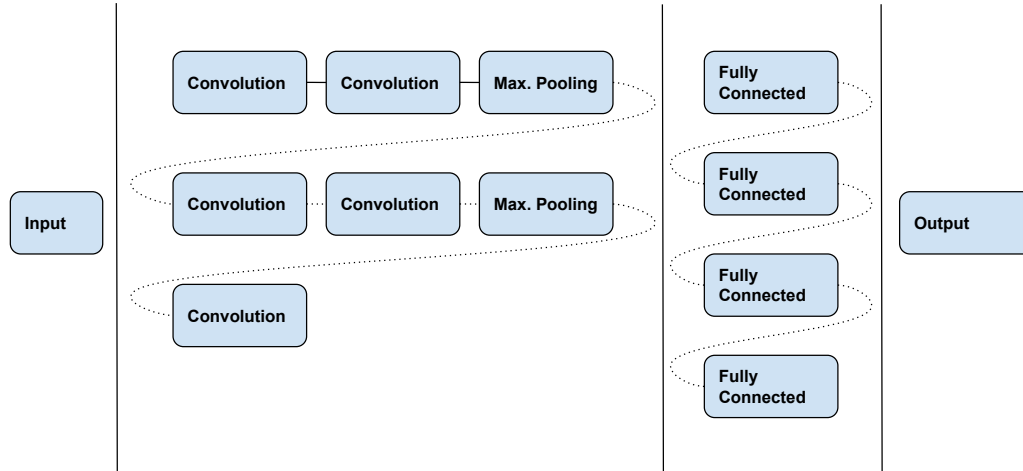 Input
Convolution
Convolution
Max. Pooling
Convolution
Convolution
Max. Pooling
Convolution
Fully
Connected
Fully
Connected
Fully
Connected
Fully
Connected
Output